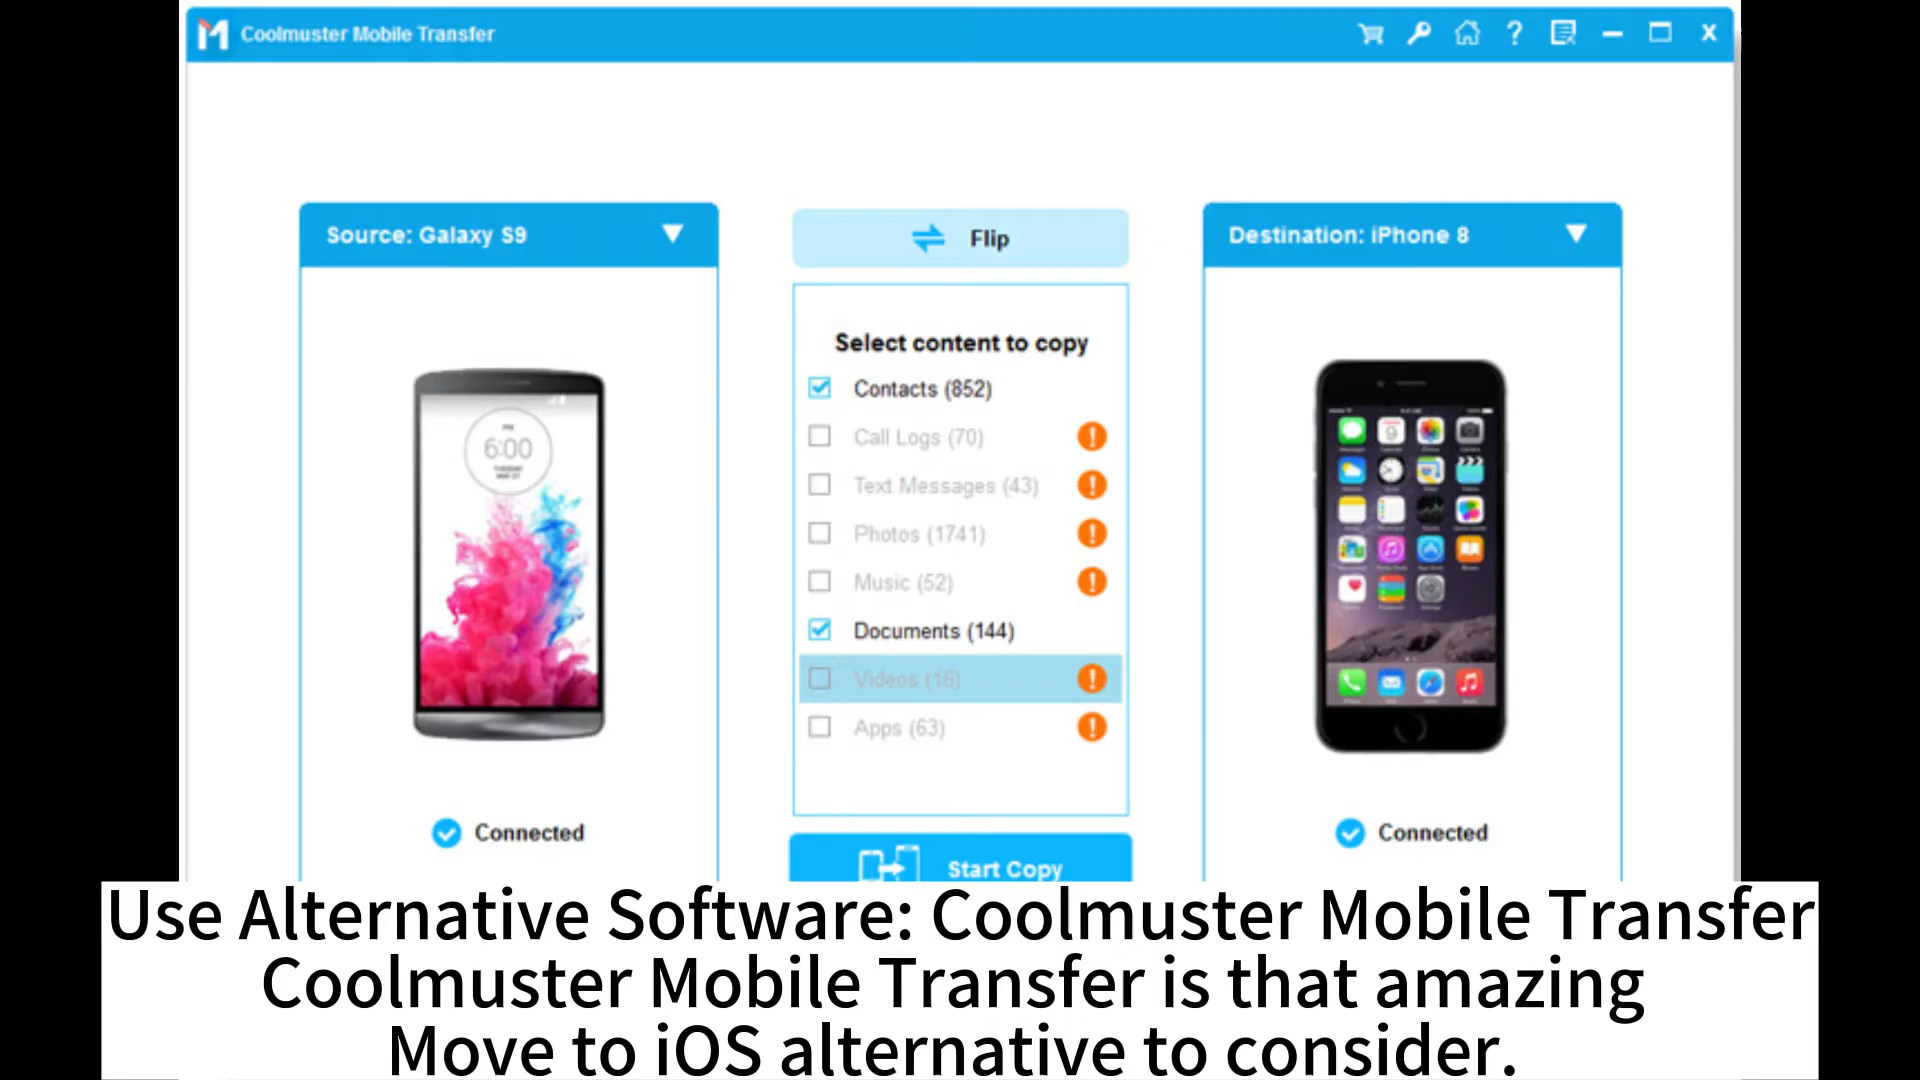 Coolmuster Mobile Transfer
Source: Galaxy S9
Flip
Destination: iPhone 8
Select content to copy
Contacts (852)
Call Logs (70)
Text Messages (43)
Photos (1741)
Music (52)
Documents (144)
Videos (16)
Apps (63)
6:00
Connected
Start Copy
Connected
Use Alternative Software: Coolmuster Mobile Transfer
Coolmuster Mobile Transfer is that amazing
Move to iOS alternative to consider.